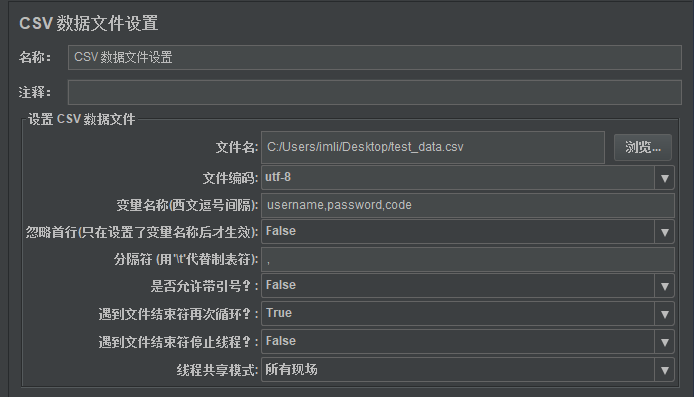 CSV 数据文件设置
名称： CSV 数据文件设置
注释：
设置 CSV 数据文件
文件名: C:/Users/imli/Desktop/test_data.csv 浏览...
文件编码: utf-8
变量名称(西文逗号间隔): username,password,code
忽略首行(只在设置了变量名称后才生效): False
分隔符 (用'\t'代替制表符): ,
是否允许带引号？: False
遇到文件结束符再次循环？: True
遇到文件结束符停止线程？: False
线程共享模式: 所有现场